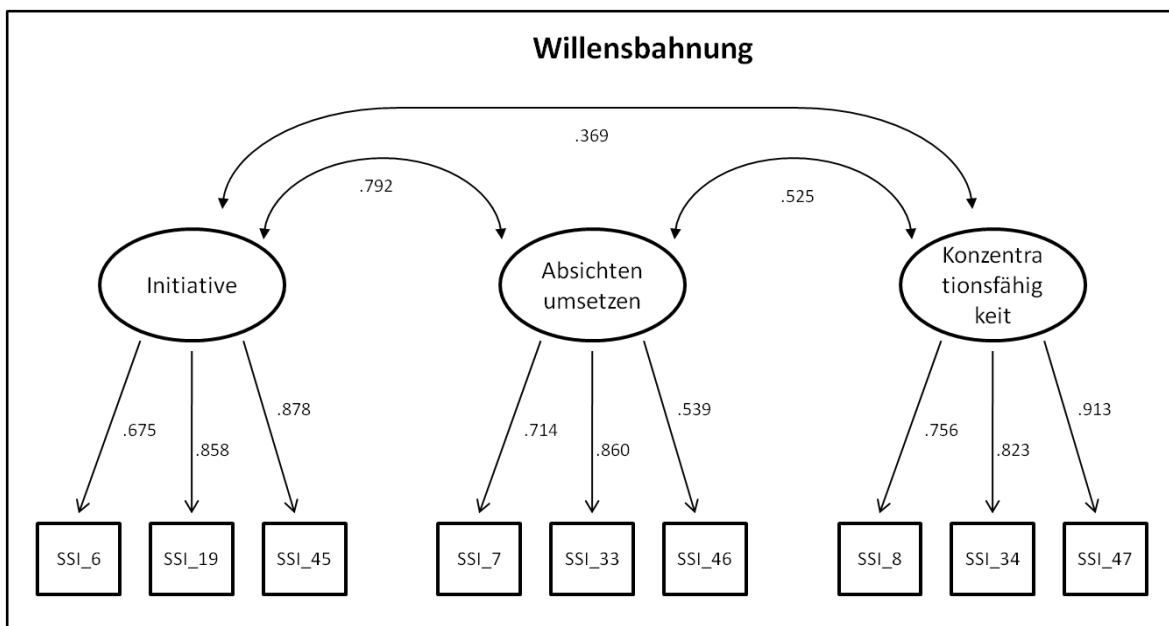 Willensbahnung
.369
.792
.525
Initiative
Absichten
umsetzen
Konzentra
tionsfähig
keit
.675
.858
.878
.714
.860
.539
.756
.823
.913
SSI_6
SSI_19
SSI_45
SSI_7
SSI_33
SSI_46
SSI_8
SSI_34
SSI_47